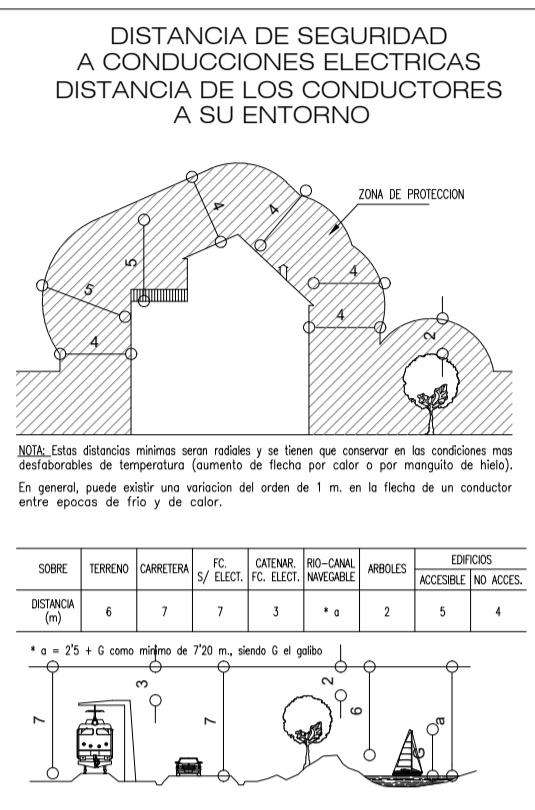 DISTANCIA DE SEGURIDAD
A CONDUCCIONES ELECTRICAS
DISTANCIA DE LOS CONDUCTORES
A SU ENTORNO
ZONA DE PROTECCION
4
4
5
5
4
4
4
2
NOTA: Estas distancias minimas seran radiales y se tienen que conservar en las condiciones mas
desfaborables de temperatura (aumento de flecha por calor o por manguito de hielo).
En general, puede existir una variacion del orden de 1 m. en la flecha de un conductor
entre epocas de frio y de calor.
SOBRE TERRENO CARRETERA FC. S/ ELECT. CATENAR. FC. ELECT. RIO-CANAL NAVEGABLE ARBOLES EDIFICIOS
ACCESIBLE NO ACCES.
DISTANCIA (m) 6 7 7 3 * a 2 5 4
* a = 2'5 + G como minimo de 7'20 m., siendo G el galibo
7
3
7
2
6
G
a